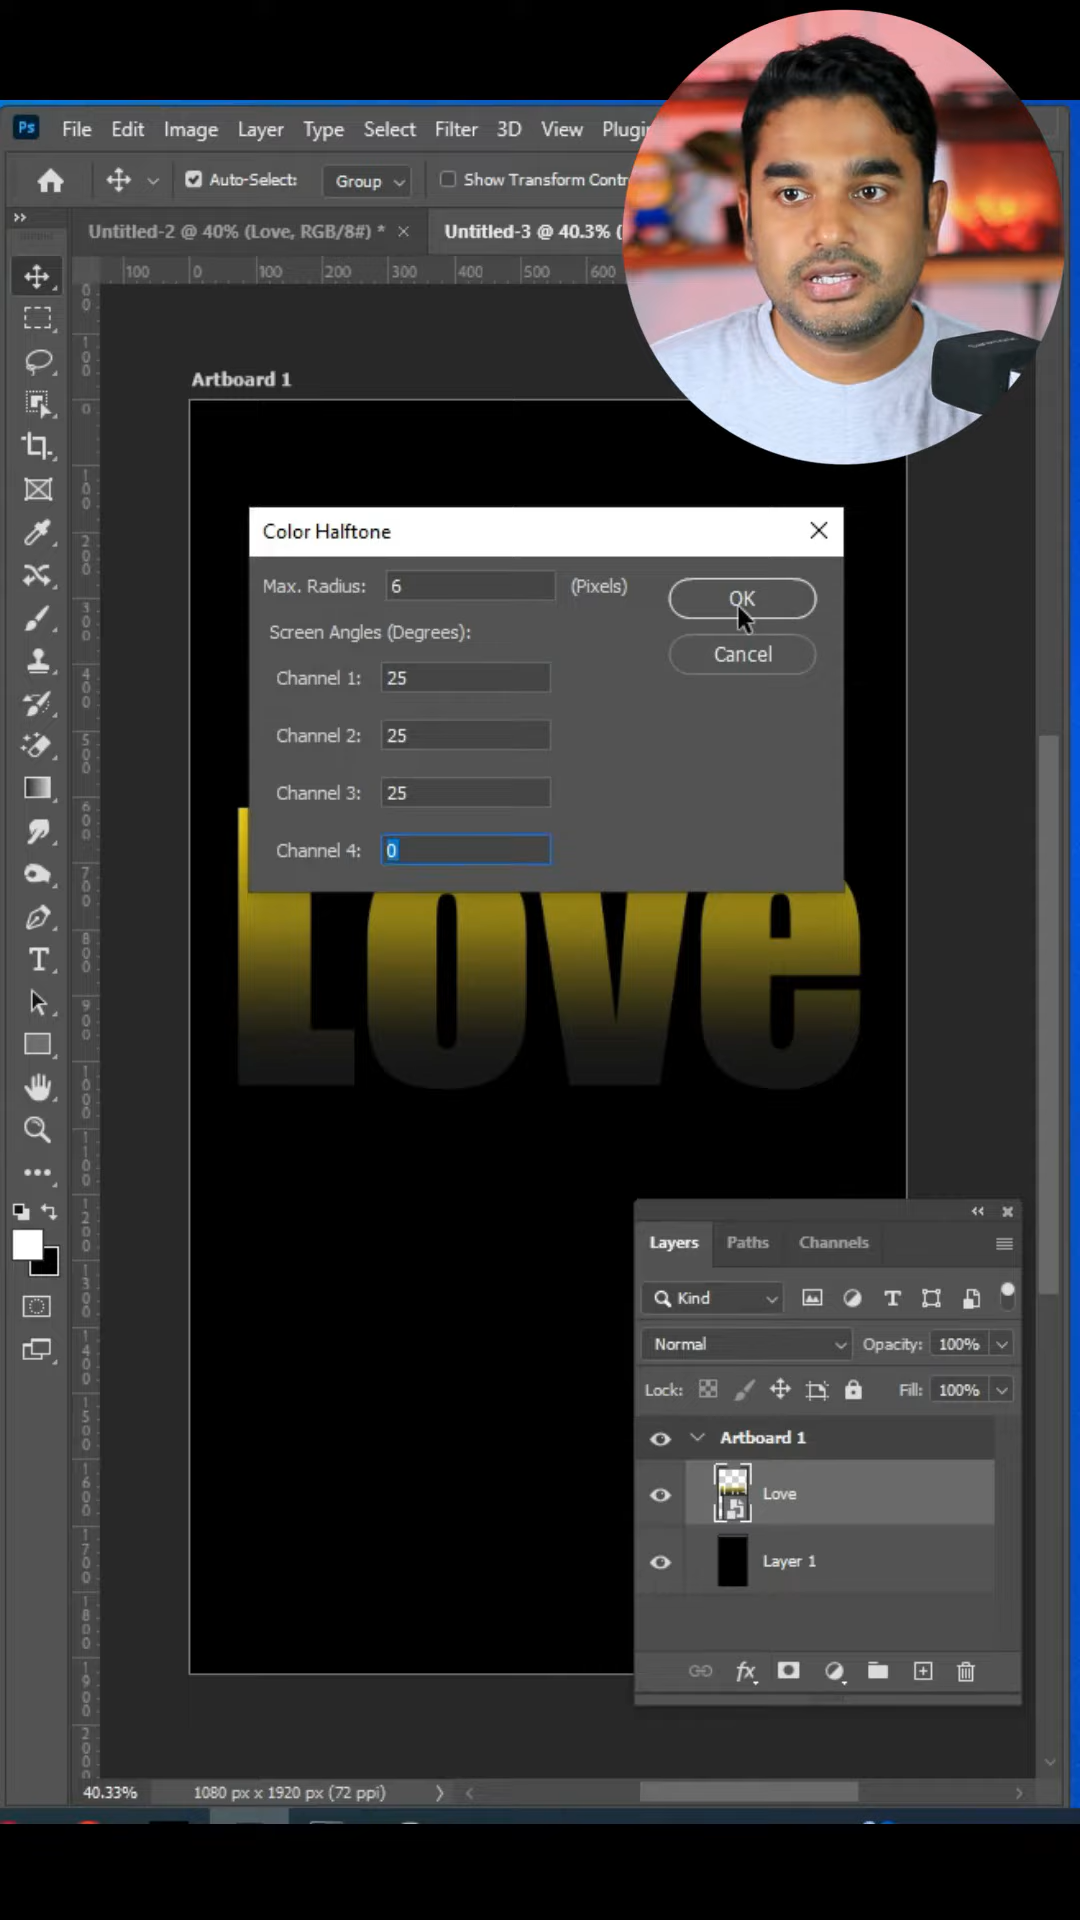 Ps File Edit Image Layer Type Select Filter 3D View
Auto-Select: Group Show Transform
Untitled-2 @ 40% (Love, RGB/8#) * Untitled-3 @ 40.3% (
100 0 100 200 300 400 500 600
Artboard 1
Color Halftone
Max. Radius: 6 (Pixels)
OK
Screen Angles (Degrees):
Cancel
Channel 1: 25
Channel 2: 25
Channel 3: 25
Channel 4: 0
Love
Layers Paths Channels
Kind
Normal Opacity: 100%
Lock: Fill: 100%
Artboard 1
Love
Layer 1
fx
40.33% 1080 px x 1920 px (72 ppi)